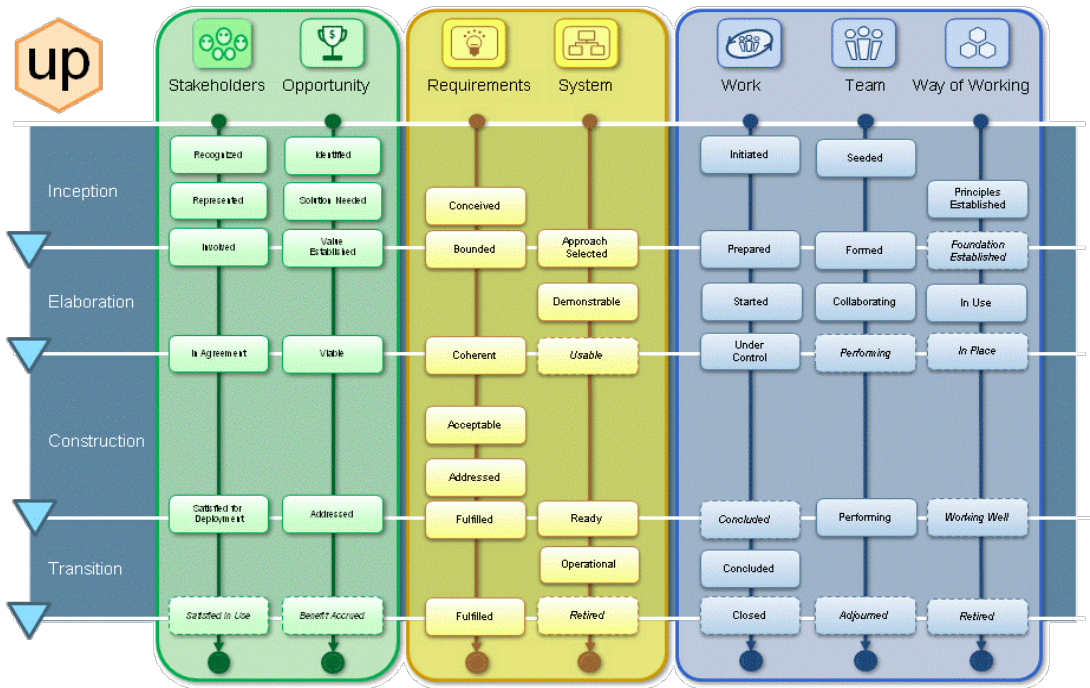 up
Stakeholders Opportunity Requirements System Work Team Way of Working
Inception
Recognized Identified Initiated Seeded
Represented Solution Needed Conceived Principles
Established
Involved Value
Established Bounded Approach
Selected Prepared Formed Foundation
Established
Elaboration
Demonstrable Started Collaborating In Use
In Agreement Viable Coherent Usable Under
Control Performing In Place
Construction
Acceptable
Addressed
Satisfied for
Deployment Addressed Fulfilled Ready Concluded Performing Working Well
Transition
Operational Concluded
Satisfied in Use Benefit Accrued Fulfilled Retired Closed Adjourned Retired